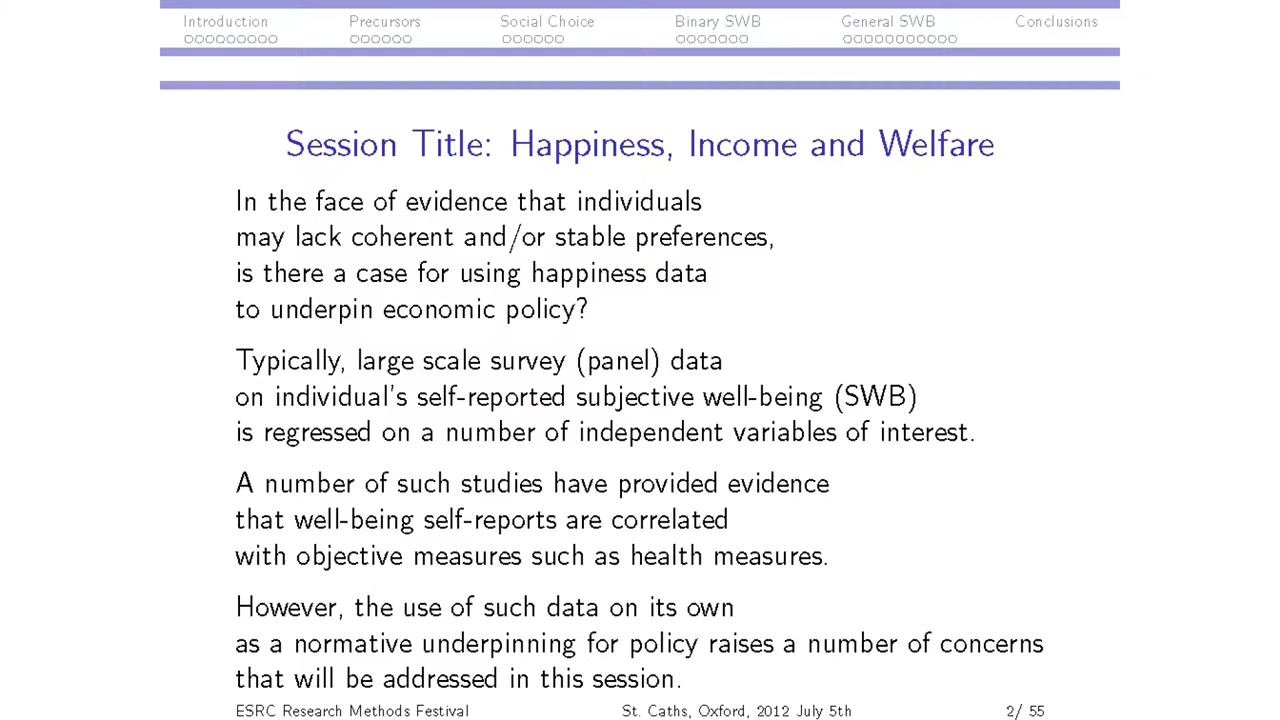 Introduction Precursors Social Choice Binary SWB General SWB Conclusions
Session Title: Happiness, Income and Welfare
In the face of evidence that individuals
may lack coherent and/or stable preferences,
is there a case for using happiness data
to underpin economic policy?
Typically, large scale survey (panel) data
on individual's self-reported subjective well-being (SWB)
is regressed on a number of independent variables of interest.
A number of such studies have provided evidence
that well-being self-reports are correlated
with objective measures such as health measures.
However, the use of such data on its own
as a normative underpinning for policy raises a number of concerns
that will be addressed in this session.
ESRC Research Methods Festival St. Caths, Oxford, 2012 July 5th 2/ 55